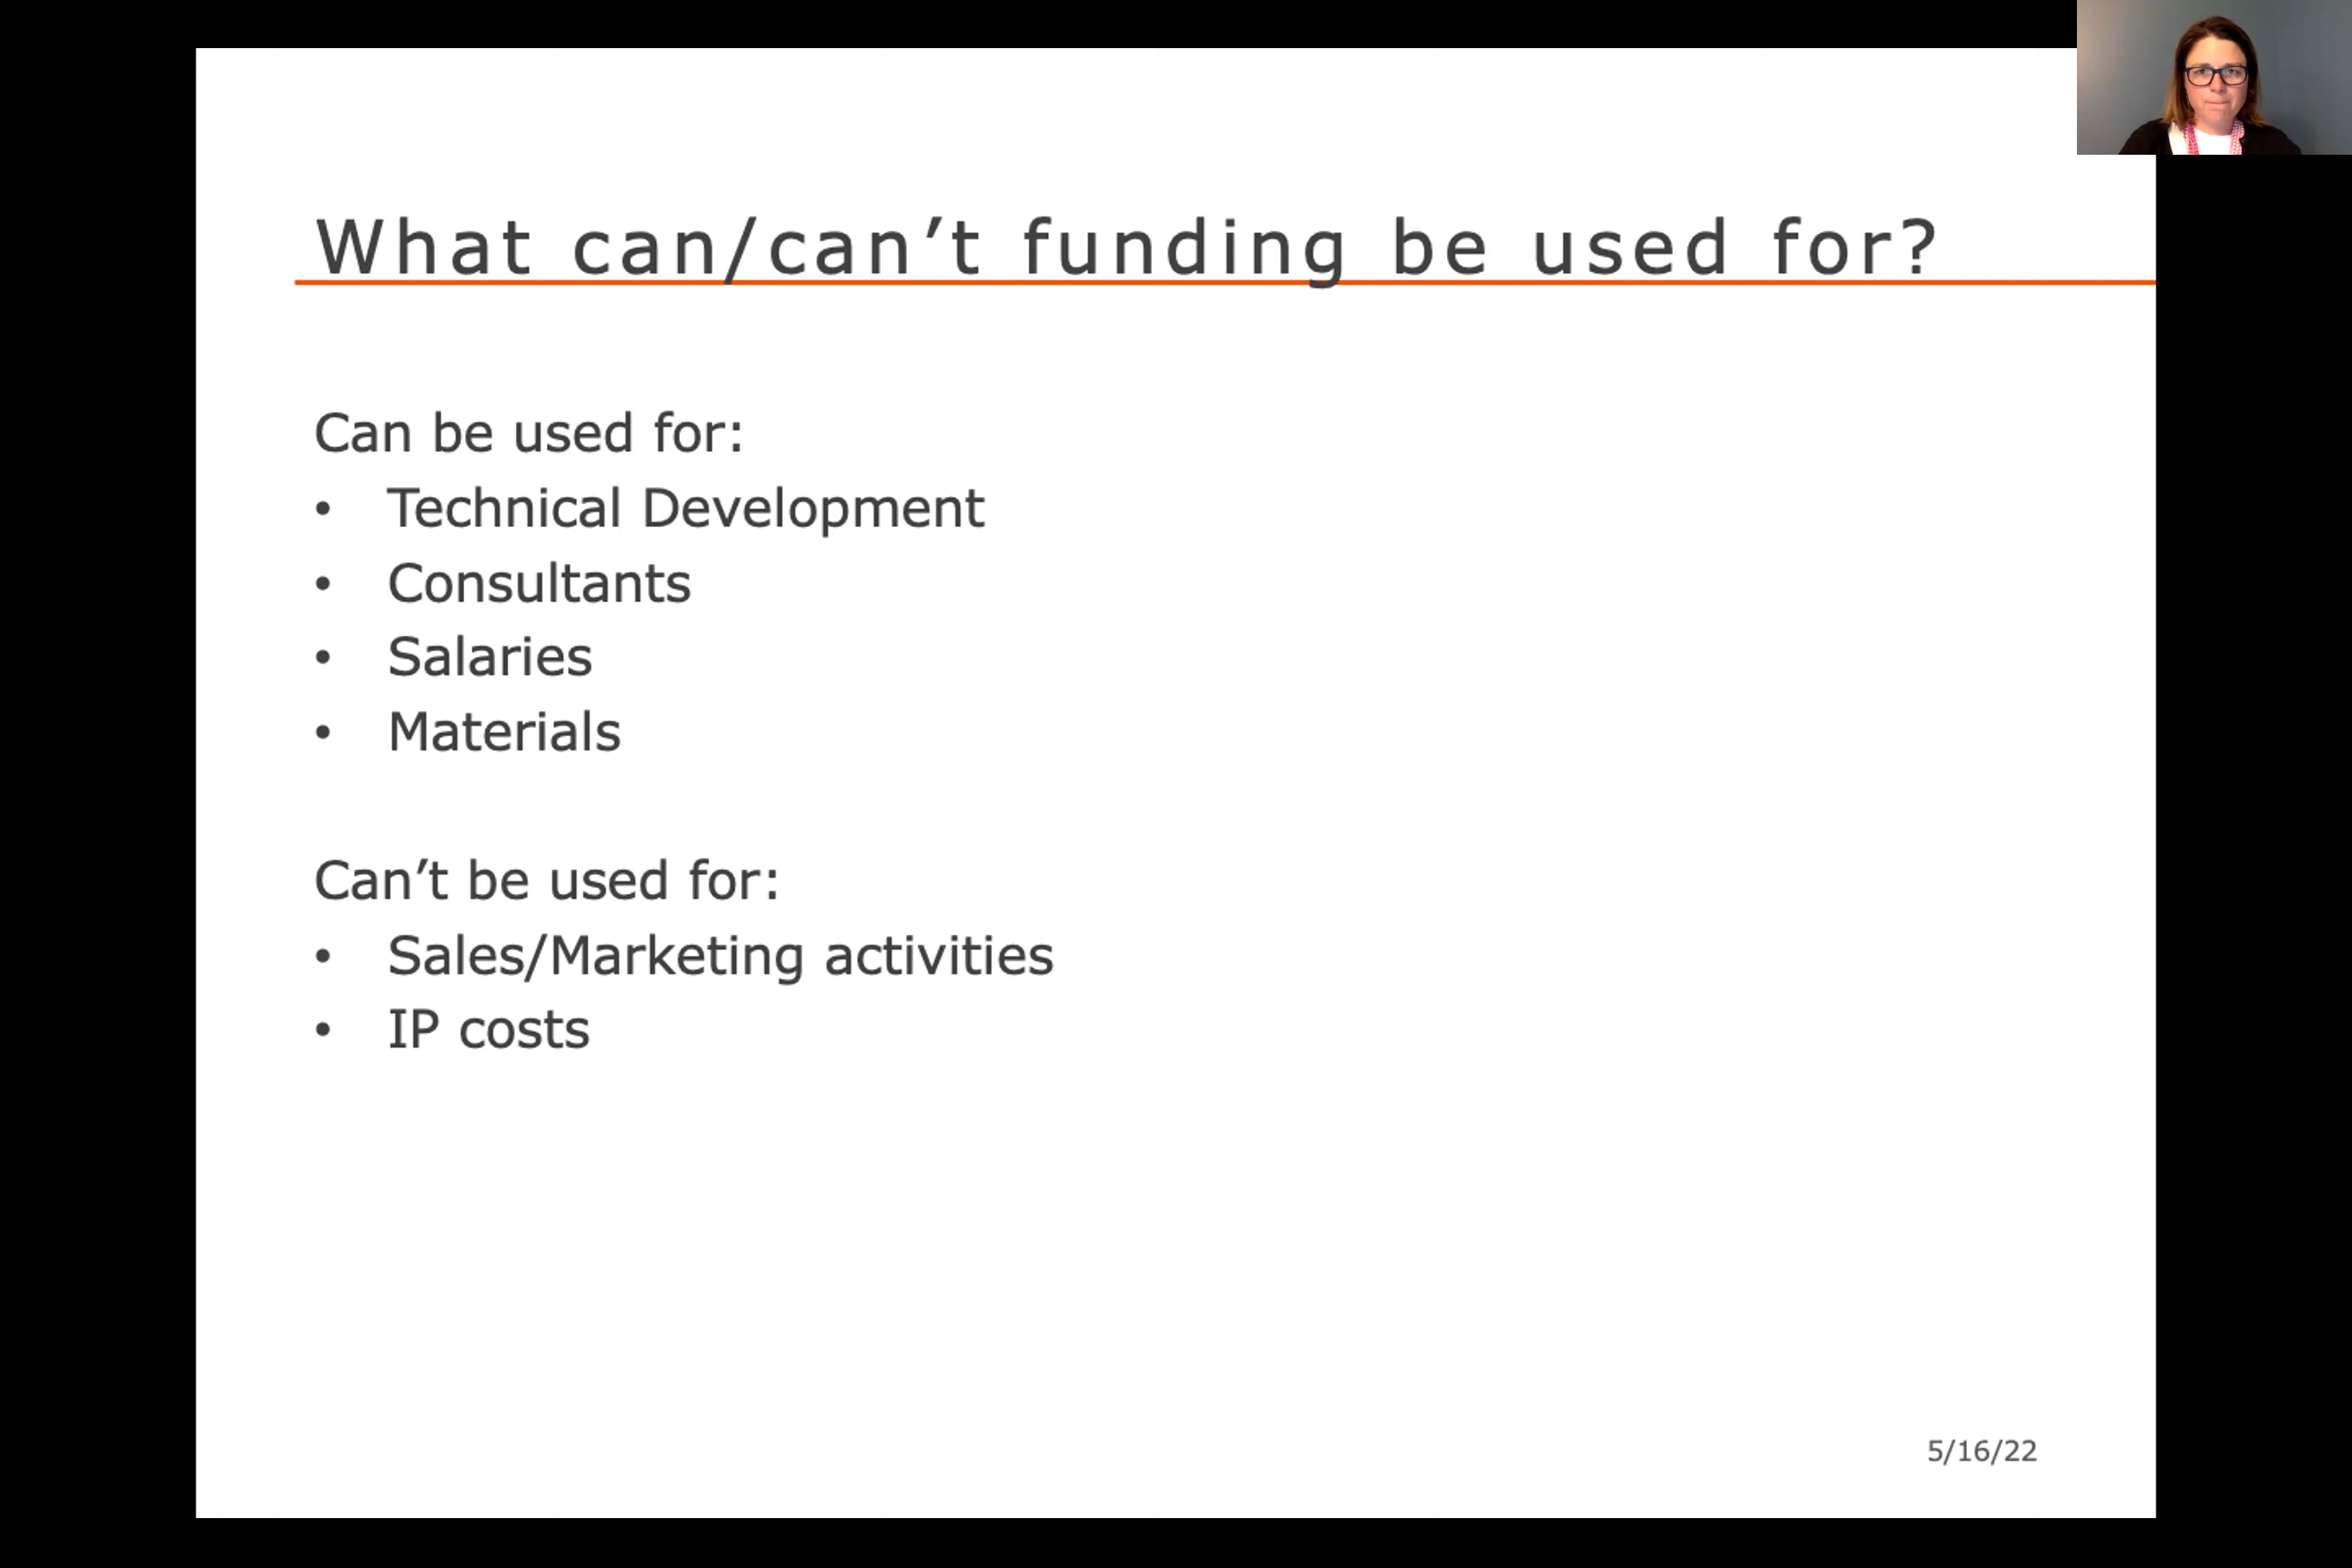 What can/can’t funding be used for?
Can be used for:
• Technical Development
• Consultants
• Salaries
• Materials
Can’t be used for:
• Sales/Marketing activities
• IP costs
5/16/22